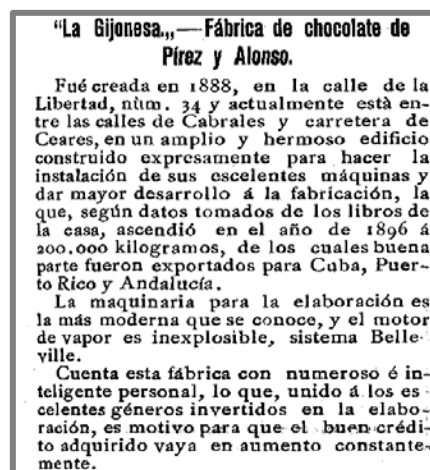 “La Gijonesa.„—Fábrica de chocolate de
Pírez y Alonso.
Fué creada en 1888, en la calle de la
Libertad, nùm. 34 y actualmente està en-
tre las calles de Cabrales y carretera de
Ceares, en un amplio y hermoso edificio
construido expresamente para hacer la
instalación de sus escelentes máquinas y
dar mayor desarrollo á la fabricación, la
que, según datos tomados de los libros de
la casa, ascendió en el año de 1896 á
200.000 kilogramos, de los cuales buena
parte fueron exportados para Cuba, Puer-
to Rico y Andalucía.
La maquinaria para la elaboración es
la más moderna que se conoce, y el motor
de vapor es inexplosible, sistema Belle-
ville.
Cuenta esta fábrica con numeroso é in-
teligente personal, lo que, unido á los es
celentes géneros invertidos en la elabo-
ración, es motivo para que el buen crédi-
to adquirido vaya en aumento constante-
mente.